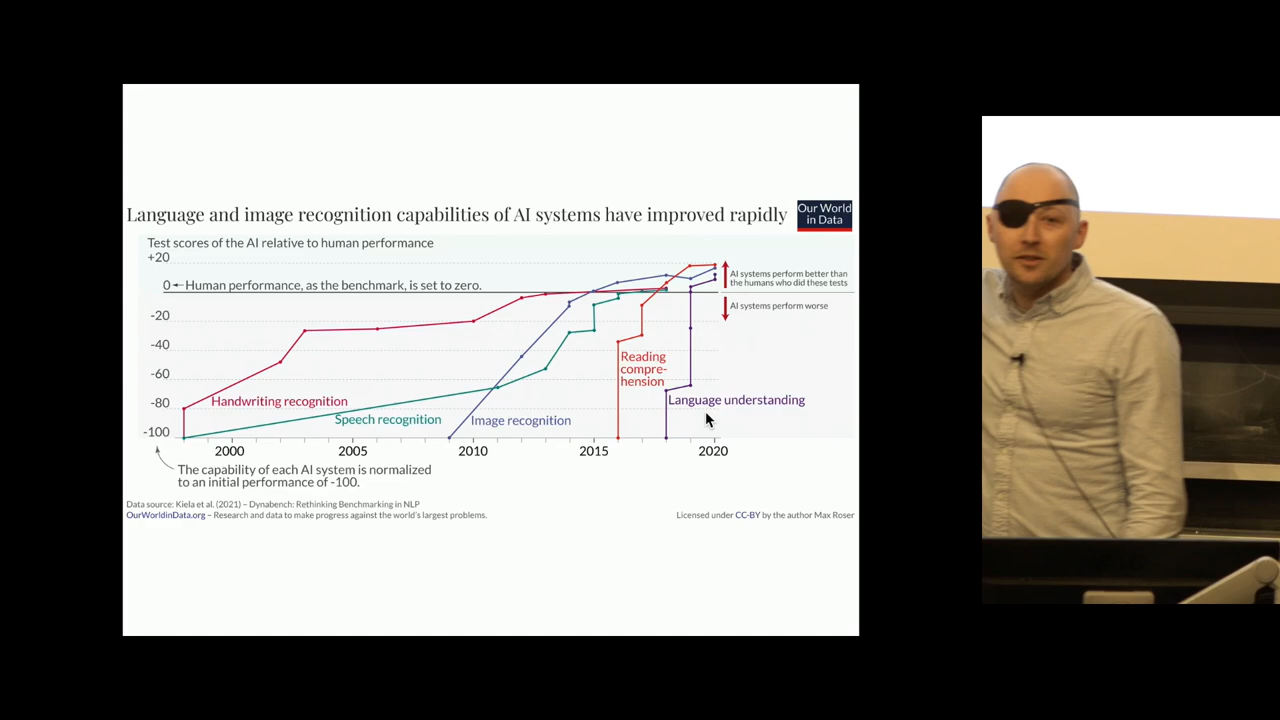 Language and image recognition capabilities of AI systems have improved rapidly
Our World
in Data
Test scores of the AI relative to human performance
+20
0
Human performance, as the benchmark, is set to zero.
AI systems perform better than
the humans who did these tests
AI systems perform worse
-20
-40
-60
-80
-100
Reading
compre-
hension
Handwriting recognition
Speech recognition
Image recognition
Language understanding
2000 2005 2010 2015 2020
The capability of each AI system is normalized
to an initial performance of -100.
Data source: Kiela et al. (2021) – Dynabench: Rethinking Benchmarking in NLP
OurWorldinData.org – Research and data to make progress against the world's largest problems.
Licensed under CC-BY by the author Max Roser